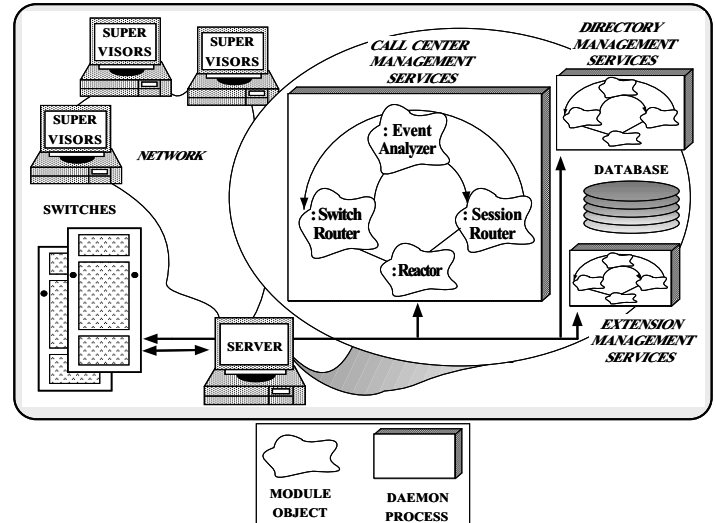 SUPER
VISORS
SUPER
VISORS
SUPER
VISORS
NETWORK
SWITCHES
SERVER
CALL CENTER
MANAGEMENT
SERVICES
: Event
Analyzer
: Switch
Router
: Session
Router
: Reactor
DIRECTORY
MANAGEMENT
SERVICES
DATABASE
EXTENSION
MANAGEMENT
SERVICES
MODULE
OBJECT
DAEMON
PROCESS